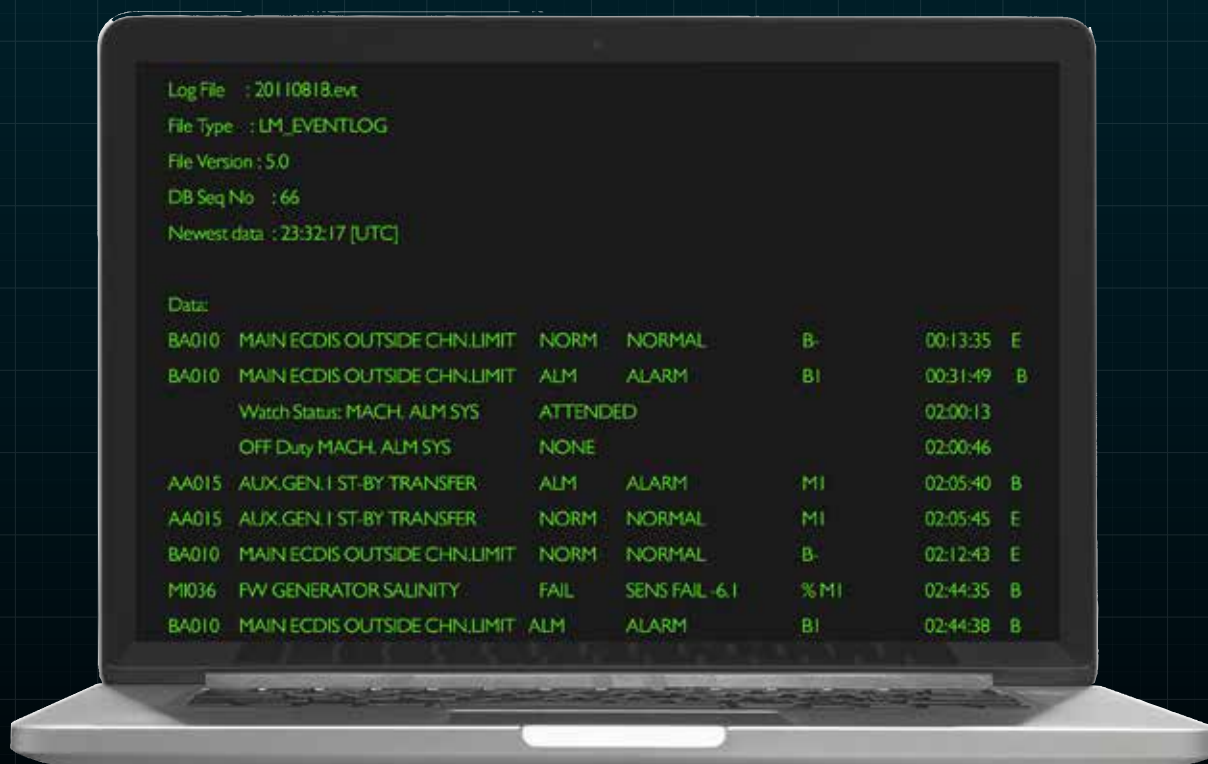 Log File : 20110818.evt
File Type : LM_EVENTLOG
File Version : 5.0
DB Seq No : 66
Newest data : 23:32:17 [UTC]
Data:
BA010 MAIN ECDIS OUTSIDE CHN.LIMIT NORM NORMAL B- 00:13:35 E
BA010 MAIN ECDIS OUTSIDE CHN.LIMIT ALM ALARM B1 00:31:49 B
Watch Status: MACH. ALM SYS ATTENDED 02:00:13
OFF Duty MACH. ALM SYS NONE 02:00:46
AA015 AUX.GEN.1 ST-BY TRANSFER ALM ALARM M1 02:05:40 B
AA015 AUX.GEN.1 ST-BY TRANSFER NORM NORMAL M1 02:05:45 E
BA010 MAIN ECDIS OUTSIDE CHN.LIMIT NORM NORMAL B- 02:12:43 E
MI036 FW GENERATOR SALINITY FAIL SENS FAIL -6.1 % M1 02:44:35 B
BA010 MAIN ECDIS OUTSIDE CHN.LIMIT ALM ALARM B1 02:44:38 B